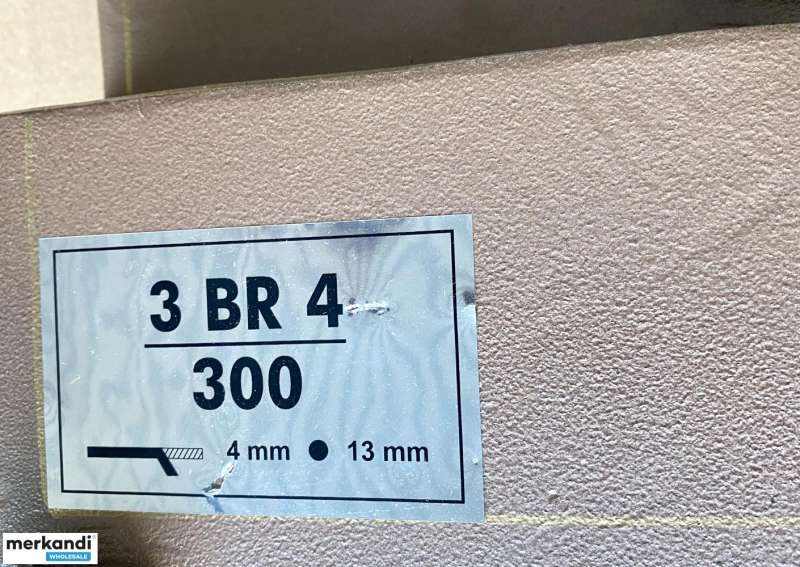 3 BR 4
300
4 mm ● 13 mm
merkandi
WHOLESALE